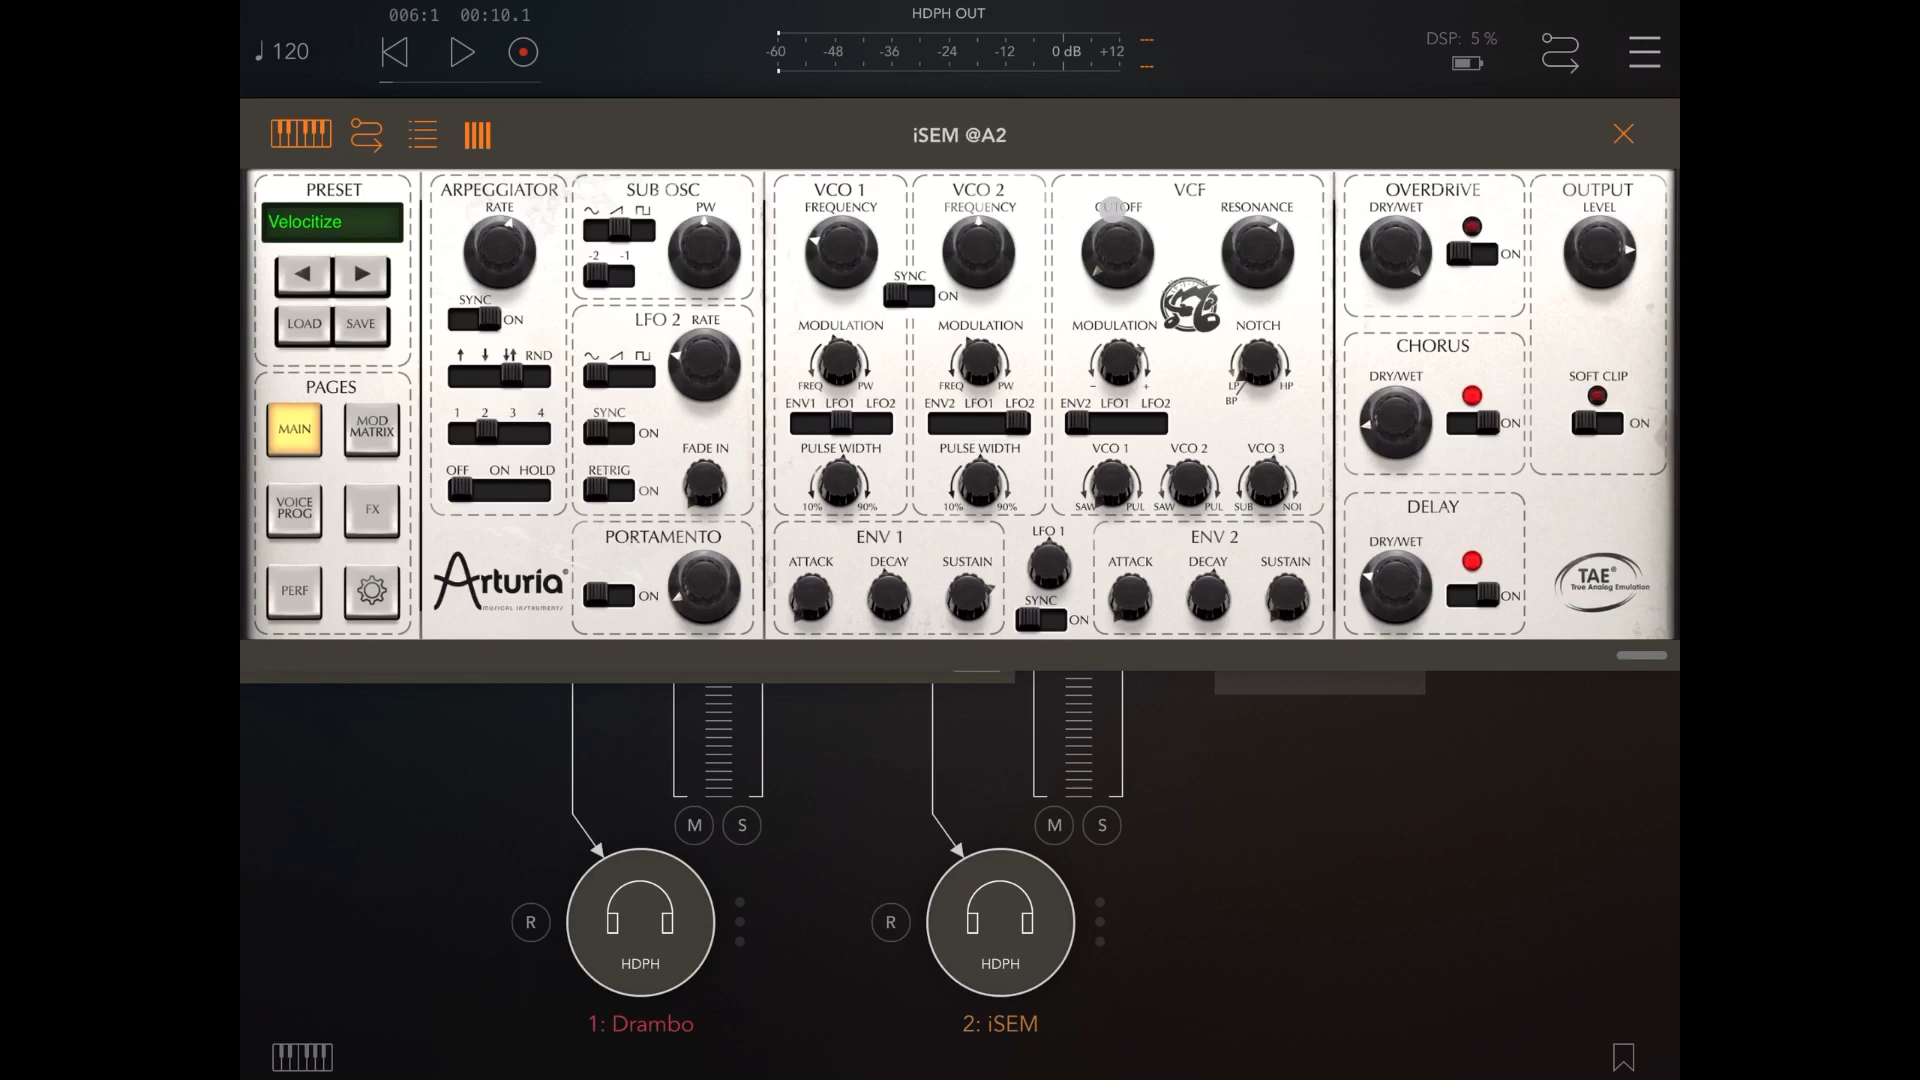 006:1 00:10.1
♩ 120
HDPH OUT
-60 -48 -36 -24 -12 0 dB +12
DSP: 5 %
iSEM @A2
PRESET
Velocitize
◀ ▶
LOAD SAVE
PAGES
MAIN
MOD
MATRIX
VOICE
PROG
FX
PERF
ARPEGGIATOR
RATE
SYNC
ON
RND
1 2 3 4
OFF ON HOLD
Arturia®
MUSICAL INSTRUMENTS
SUB OSC
PW
-2 -1
LFO 2 RATE
SYNC
ON
FADE IN
RETRIG
ON
PORTAMENTO
ON
VCO 1
FREQUENCY
SYNC
ON
MODULATION
FREQ PW
ENV1 LFO1 LFO2
PULSE WIDTH
10% 90%
VCO 2
FREQUENCY
MODULATION
FREQ PW
ENV2 LFO1 LFO2
PULSE WIDTH
10% 90%
VCF
CUTOFF RESONANCE
MODULATION NOTCH
- +
LP HP
BP
ENV2 LFO1 LFO2
VCO 1 VCO 2 VCO 3
SAW PUL SAW PUL SUB NOI
ENV 1
ATTACK DECAY SUSTAIN
LFO 1
SYNC
ON
ENV 2
ATTACK DECAY SUSTAIN
OVERDRIVE
DRY/WET
ON
CHORUS
DRY/WET
ON
DELAY
DRY/WET
ON
OUTPUT
LEVEL
SOFT CLIP
ON
TAE®
True Analog Emulation
M S
M S
R
HDPH
R
HDPH
1: Drambo
2: iSEM